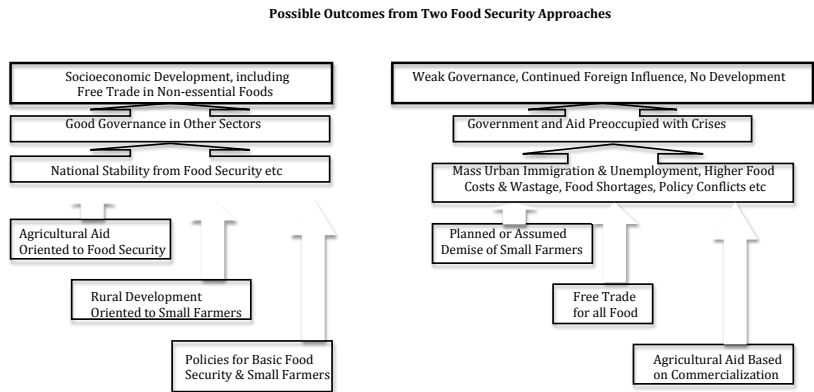 Possible Outcomes from Two Food Security Approaches
Socioeconomic Development, including
Free Trade in Non-essential Foods
Good Governance in Other Sectors
National Stability from Food Security etc
Agricultural Aid
Oriented to Food Security
Rural Development
Oriented to Small Farmers
Policies for Basic Food
Security & Small Farmers
Weak Governance, Continued Foreign Influence, No Development
Government and Aid Preoccupied with Crises
Mass Urban Immigration & Unemployment, Higher Food
Costs & Wastage, Food Shortages, Policy Conflicts etc
Planned or Assumed
Demise of Small Farmers
Free Trade
for all Food
Agricultural Aid Based
on Commercialization